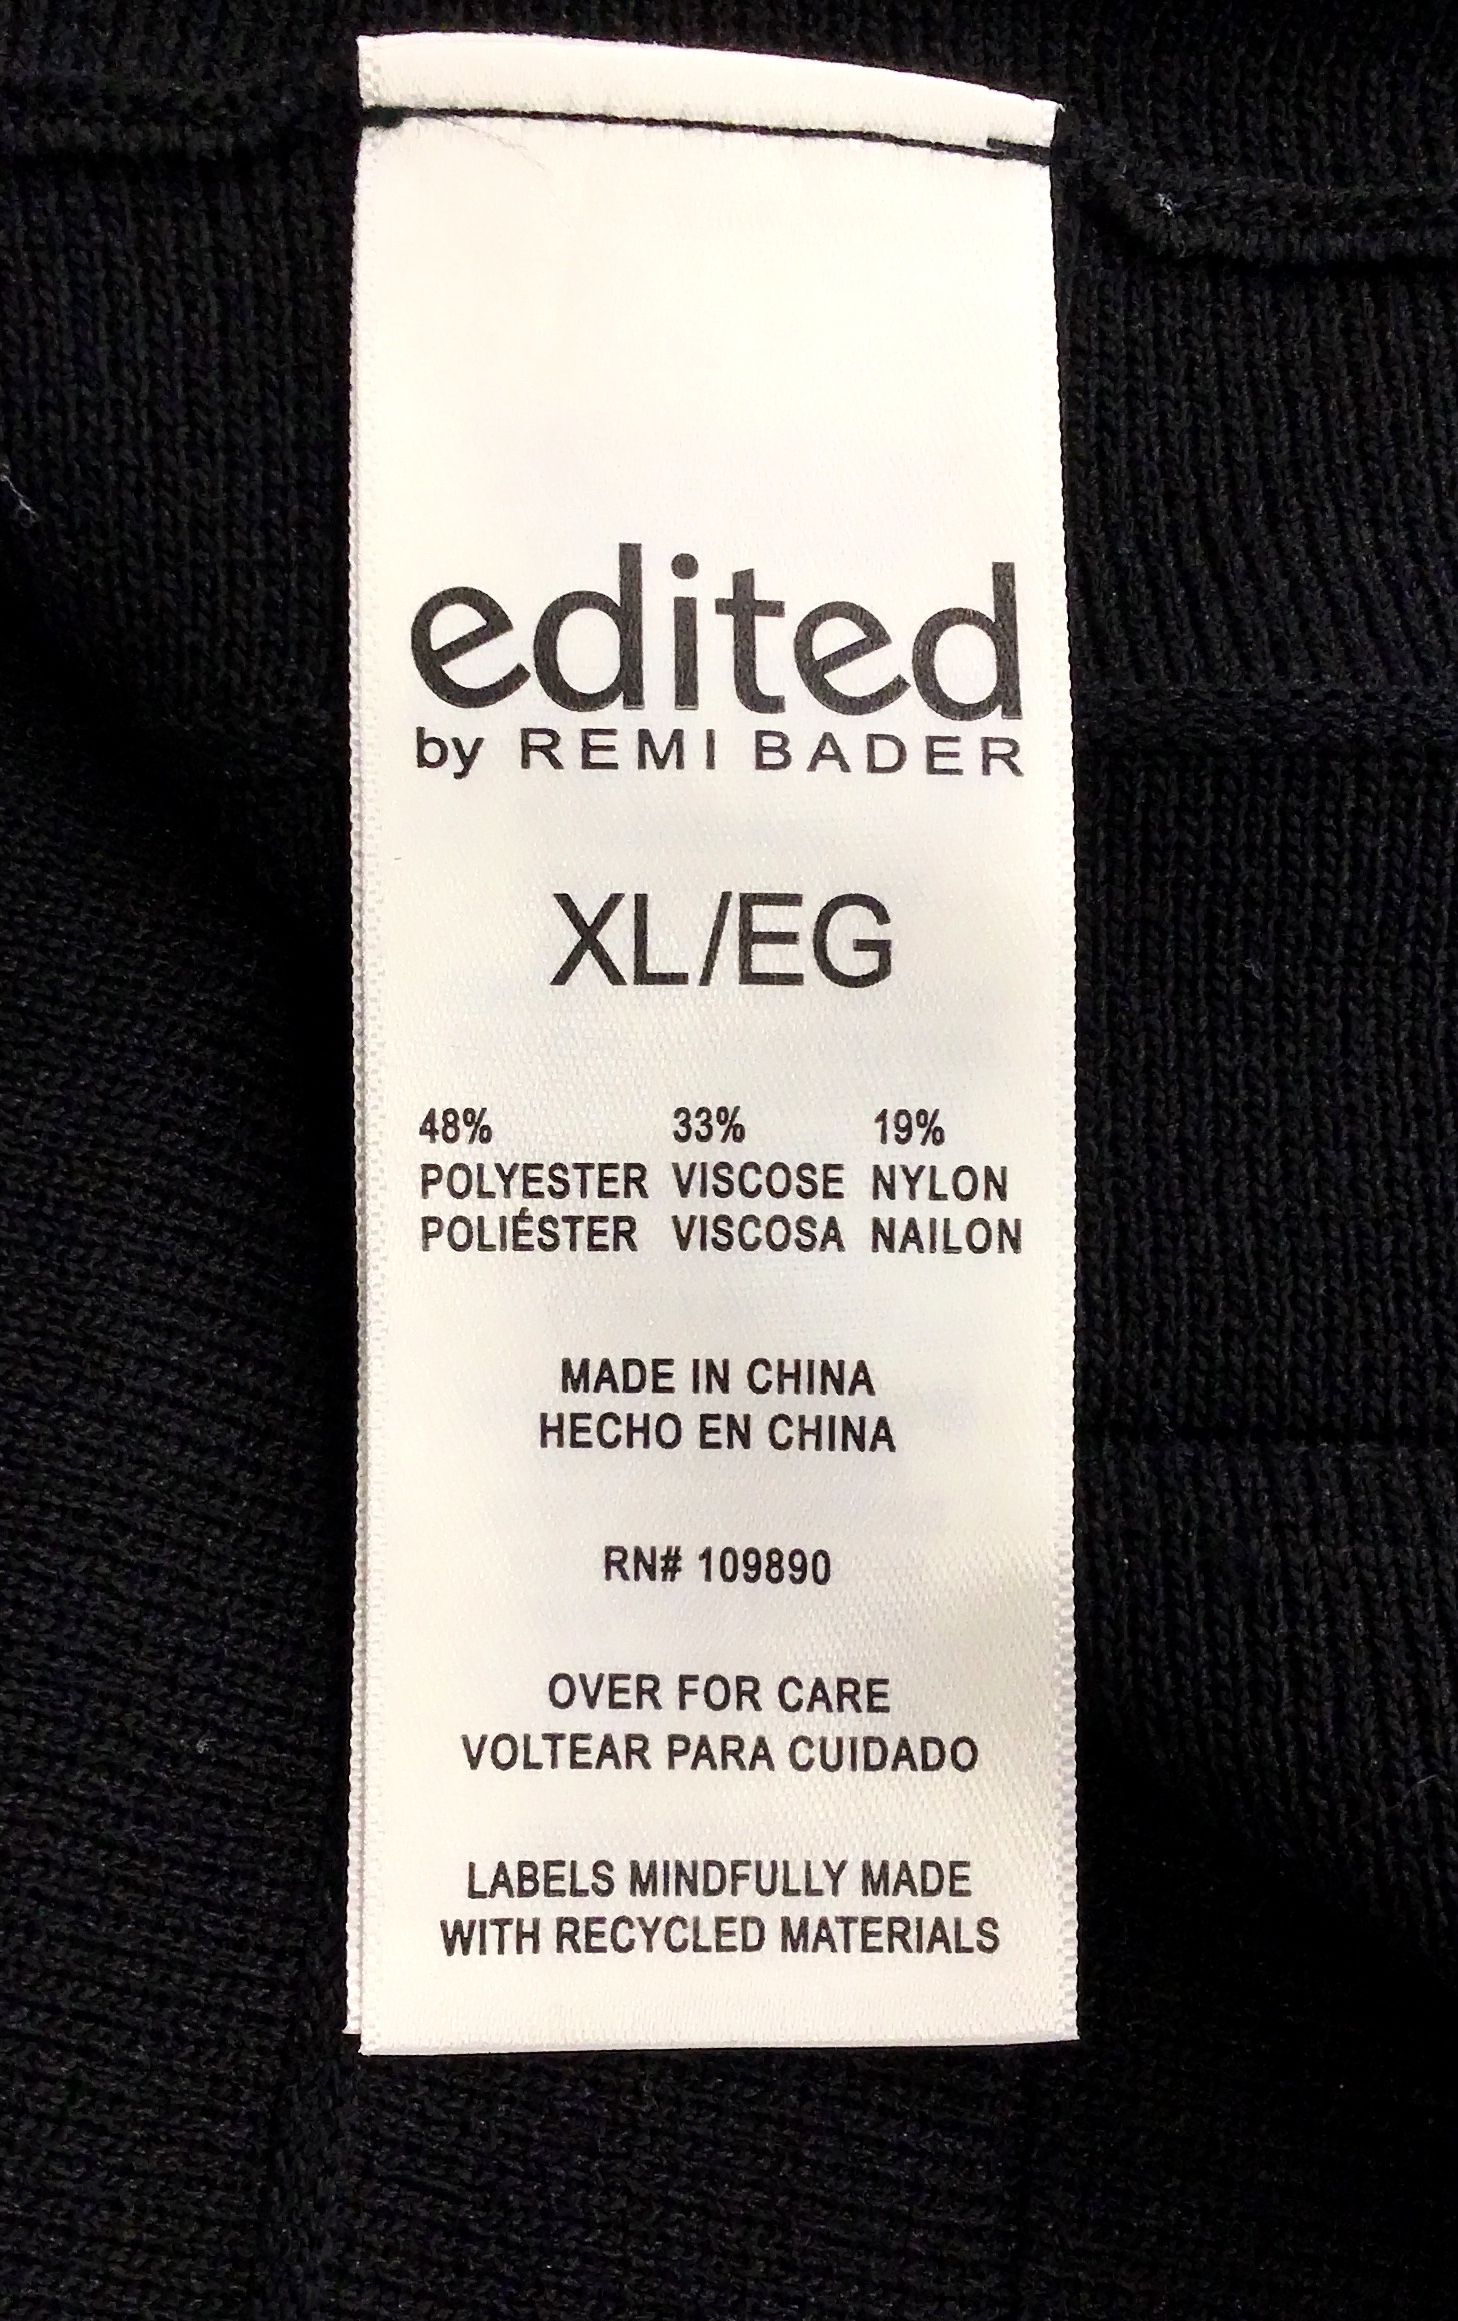 edited
by REMI BADER
XL/EG
48% 33% 19%
POLYESTER VISCOSE NYLON
POLIÉSTER VISCOSA NAILON
MADE IN CHINA
HECHO EN CHINA
RN# 109890
OVER FOR CARE
VOLTEAR PARA CUIDADO
LABELS MINDFULLY MADE
WITH RECYCLED MATERIALS